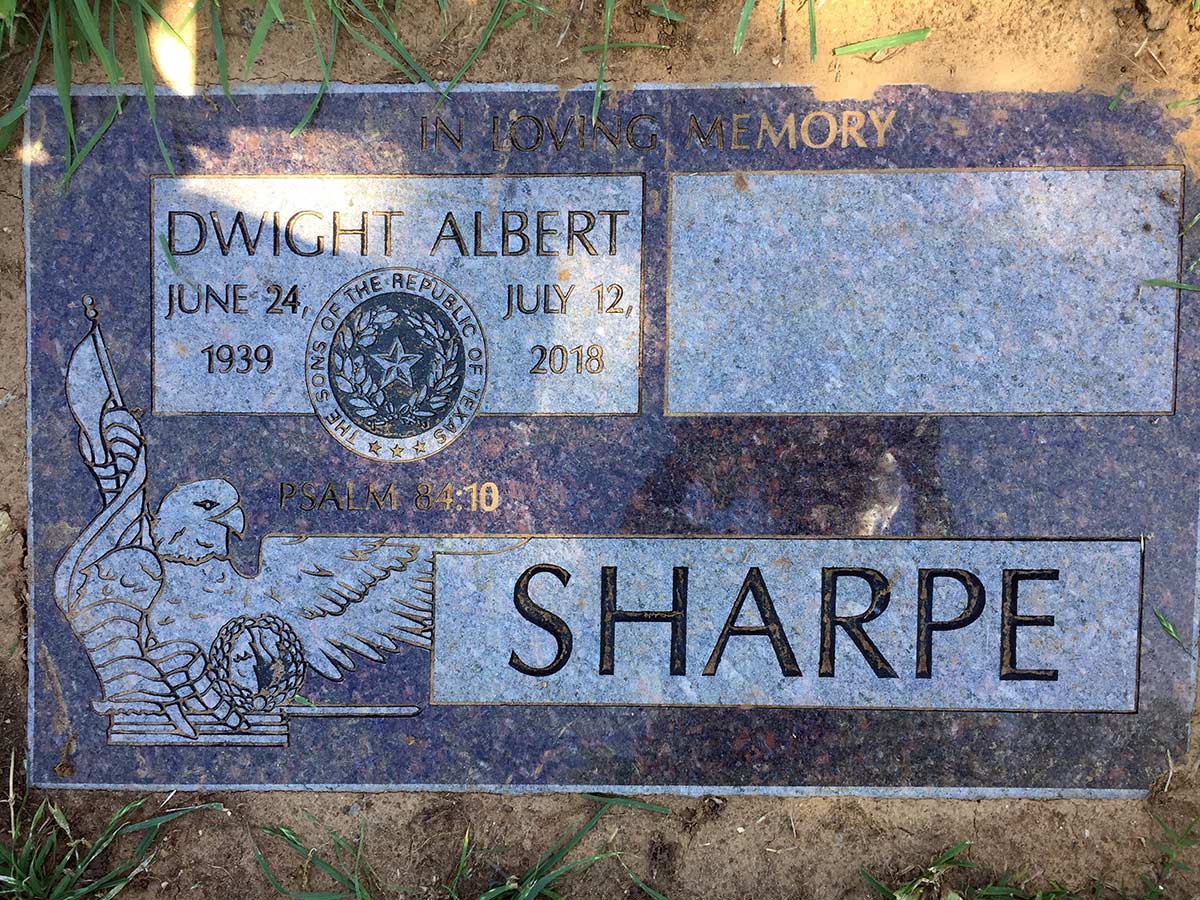 IN LOVING MEMORY
DWIGHT ALBERT
JUNE 24,
1939
JULY 12,
2018
THE SONS OF THE REPUBLIC OF TEXAS
PSALM 84:10
SHARPE